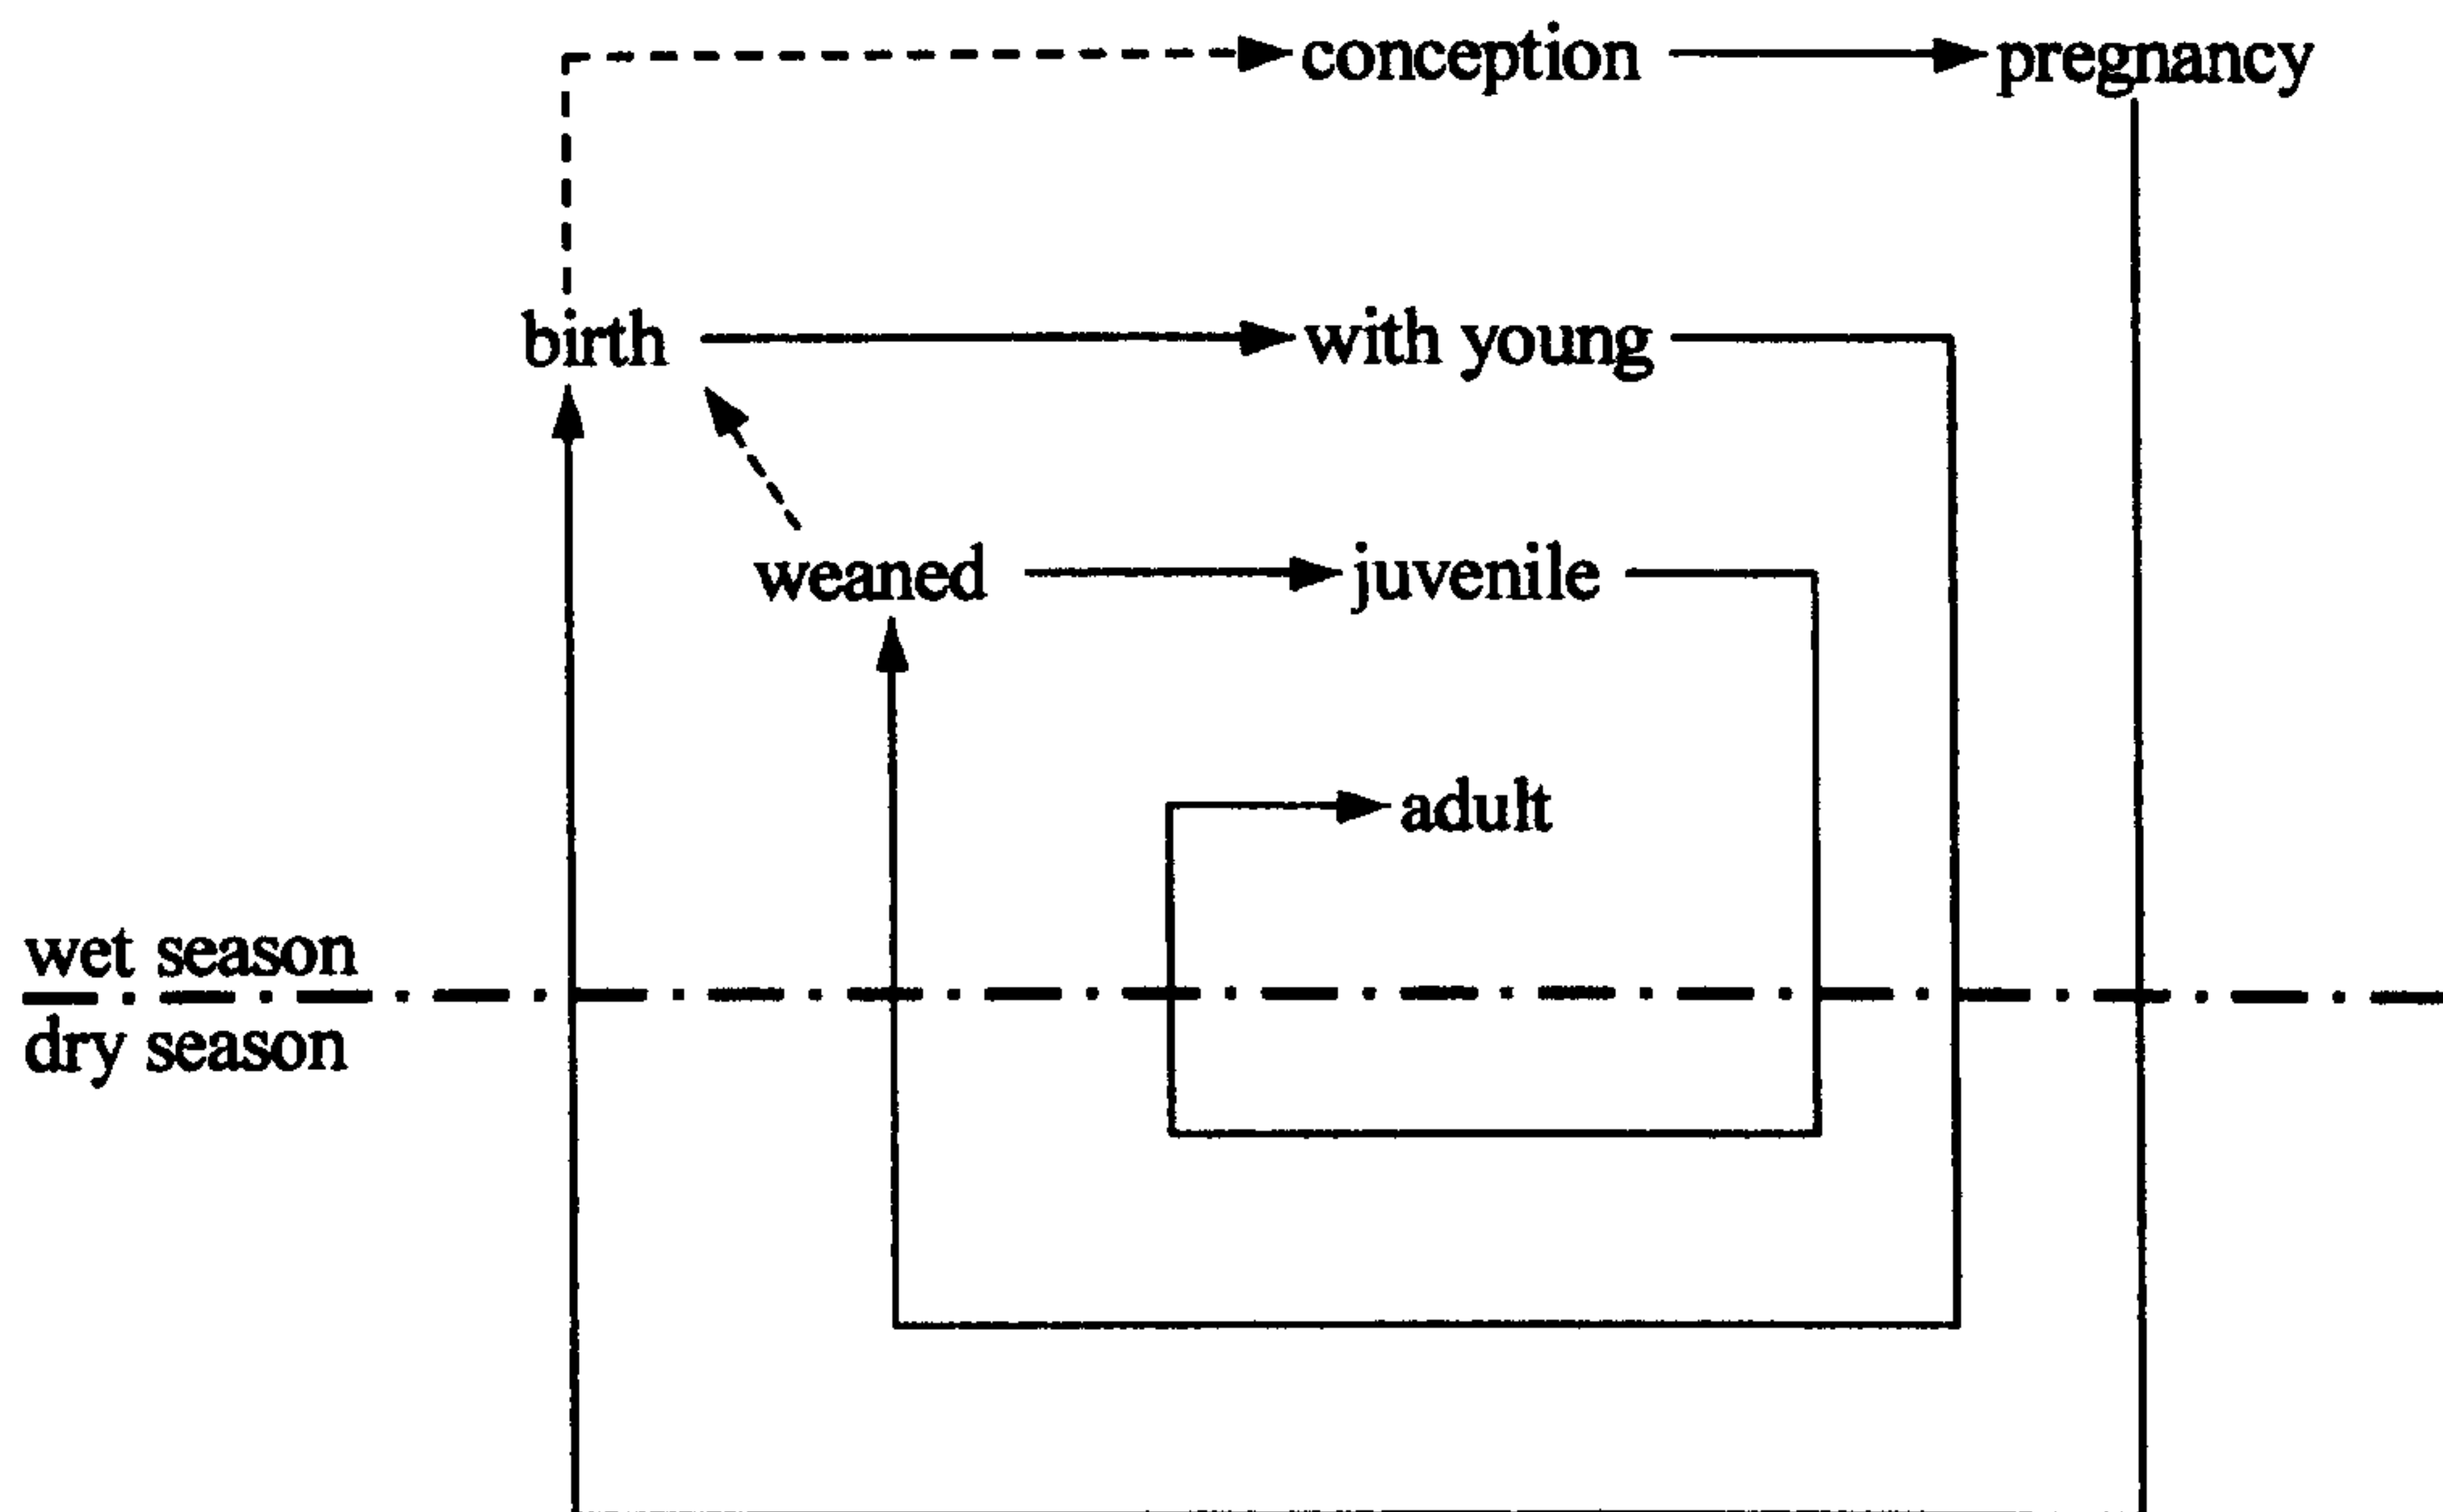 conception pregnancy
birth with young
weaned juvenile
adult
wet season
dry season